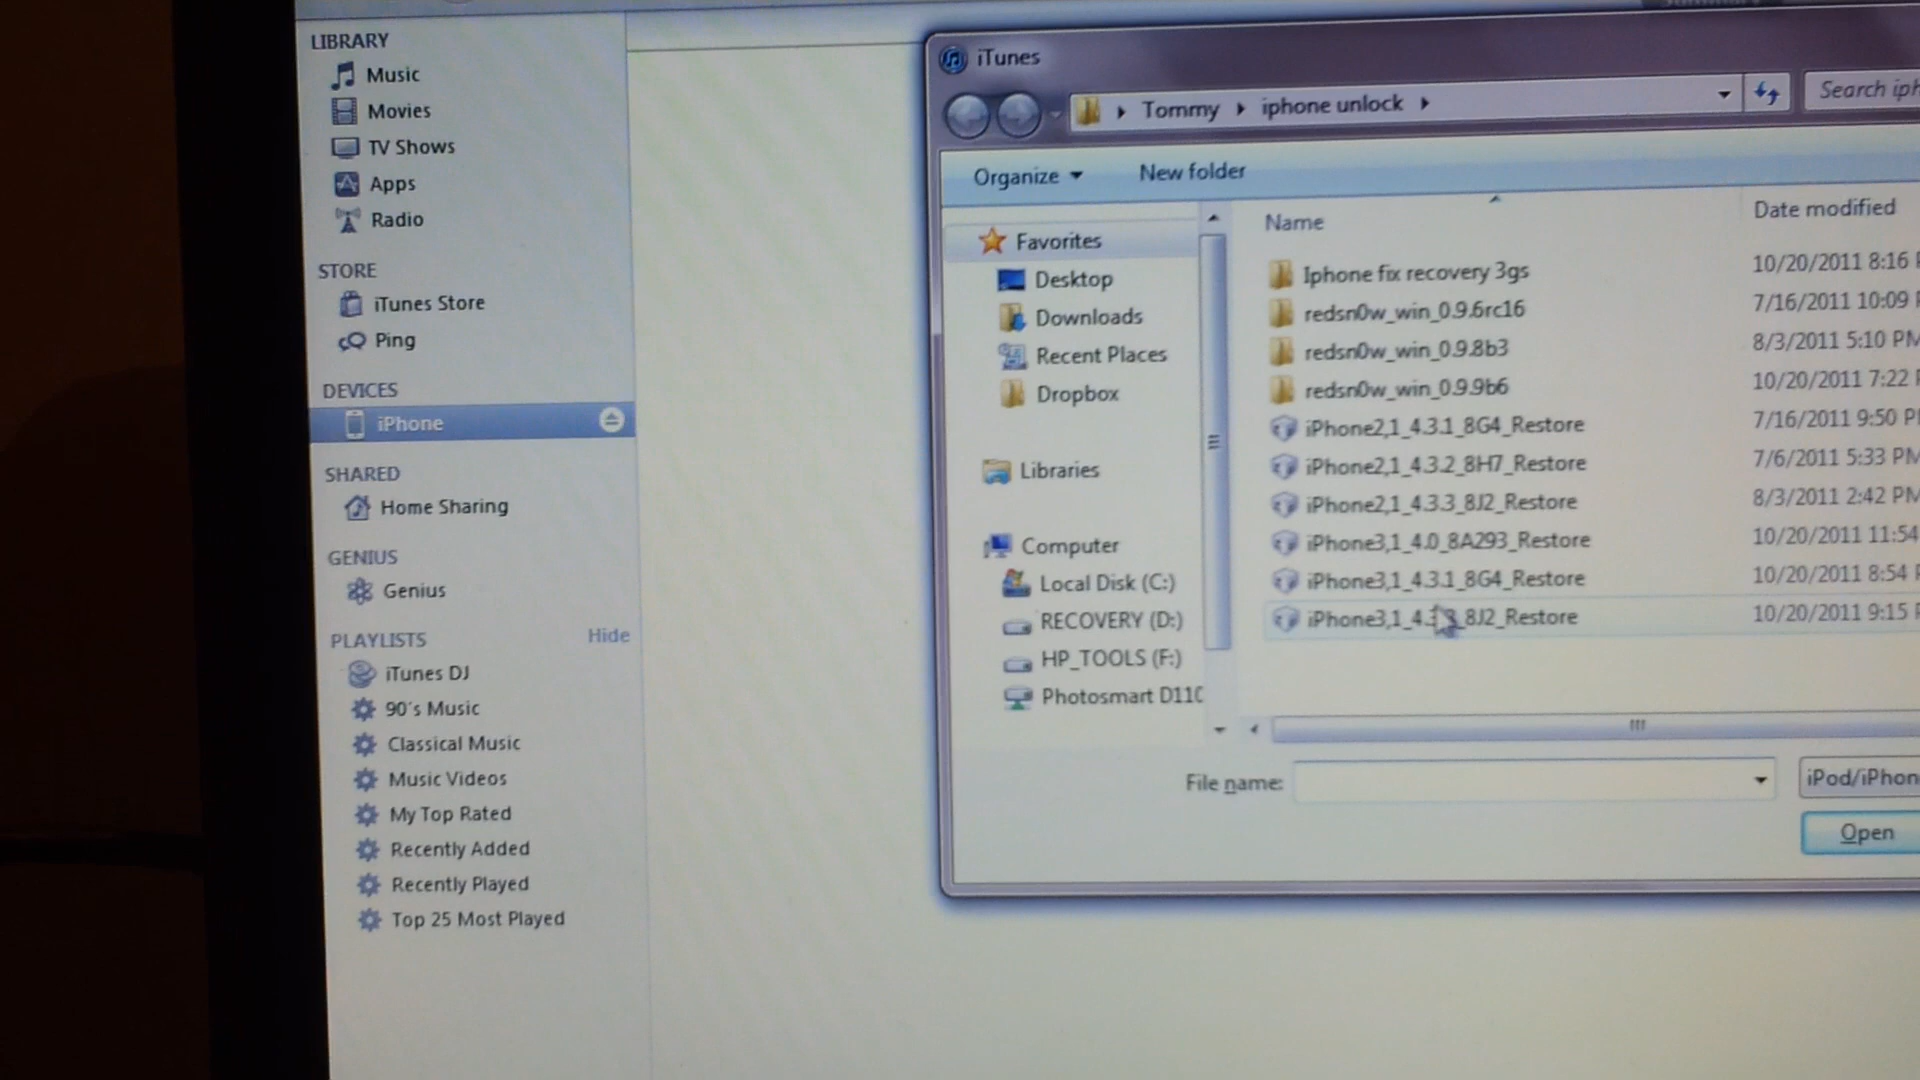 LIBRARY
Music
Movies
TV Shows
Apps
Radio
STORE
iTunes Store
Ping
DEVICES
iPhone
SHARED
Home Sharing
GENIUS
Genius
PLAYLISTS Hide
iTunes DJ
90's Music
Classical Music
Music Videos
My Top Rated
Recently Added
Recently Played
Top 25 Most Played
iTunes
Tommy iphone unlock
Search iph
Organize New folder
Favorites
Desktop
Downloads
Recent Places
Dropbox
Libraries
Computer
Local Disk (C:)
RECOVERY (D:)
HP_TOOLS (F:)
Photosmart D110
Name Date modified
Iphone fix recovery 3gs 10/20/2011 8:16 P
redsn0w_win_0.9.6rc16 7/16/2011 10:09 P
redsn0w_win_0.9.8b3 8/3/2011 5:10 PM
redsn0w_win_0.9.9b6 10/20/2011 7:22 P
iPhone2,1_4.3.1_8G4_Restore 7/16/2011 9:50 PM
iPhone2,1_4.3.2_8H7_Restore 7/6/2011 5:33 PM
iPhone2,1_4.3.3_8J2_Restore 8/3/2011 2:42 PM
iPhone3,1_4.0_8A293_Restore 10/20/2011 11:54
iPhone3,1_4.3.1_8G4_Restore 10/20/2011 8:54 P
iPhone3,1_4.3.3_8J2_Restore 10/20/2011 9:15 P
File name: iPod/iPhon
Open